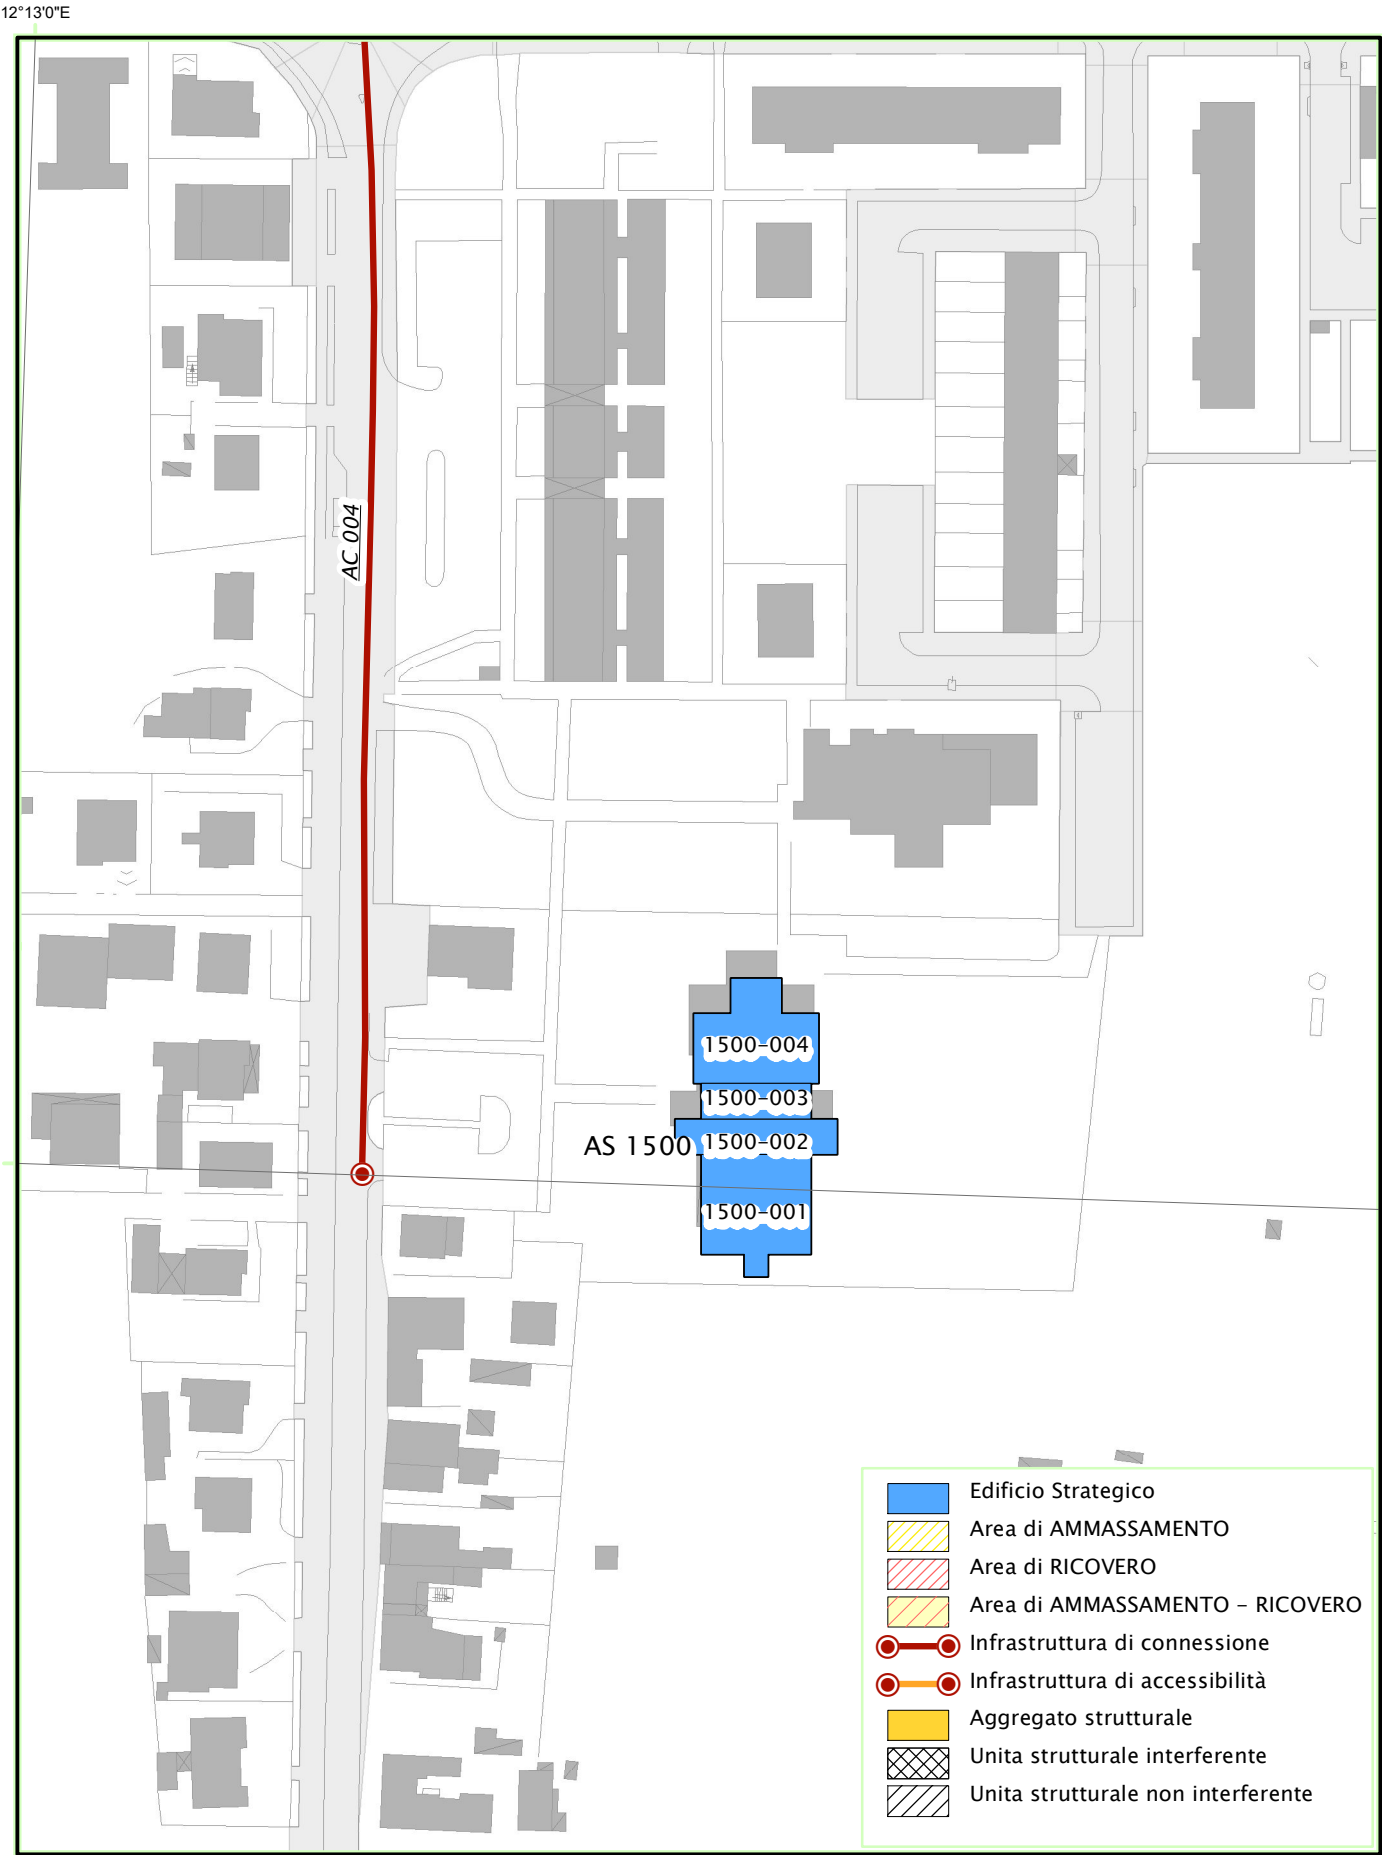 12°13'0"E
AC 004
1500-004
1500-003
AS 1500
1500-002
1500-001
Edificio Strategico
Area di AMMASSAMENTO
Area di RICOVERO
Area di AMMASSAMENTO - RICOVERO
Infrastruttura di connessione
Infrastruttura di accessibilità
Aggregato strutturale
Unita strutturale interferente
Unita strutturale non interferente